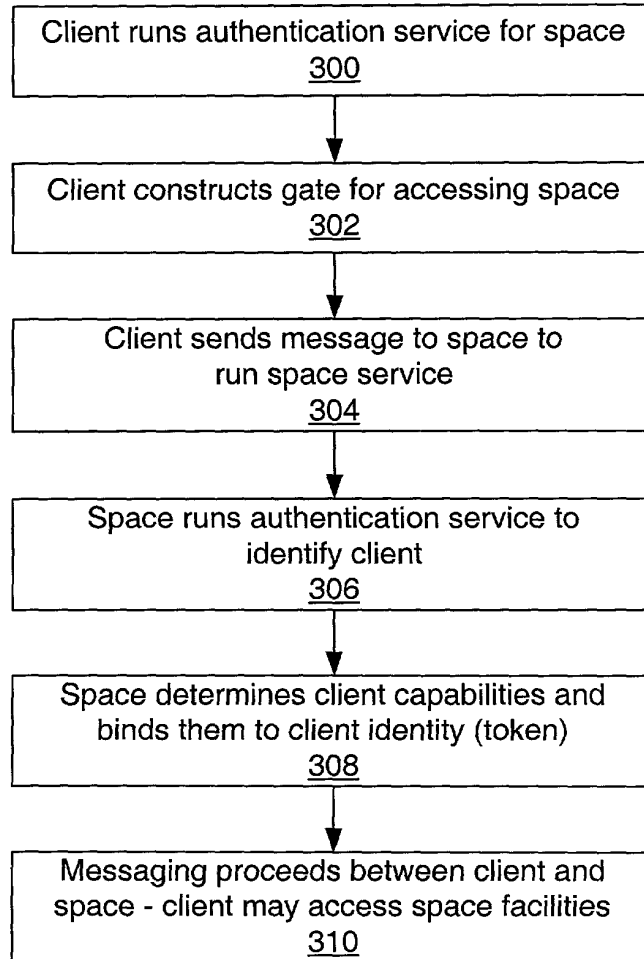 Client runs authentication service for space
300
Client constructs gate for accessing space
302
Client sends message to space to
run space service
304
Space runs authentication service to
identify client
306
Space determines client capabilities and
binds them to client identity (token)
308
Messaging proceeds between client and
space - client may access space facilities
310